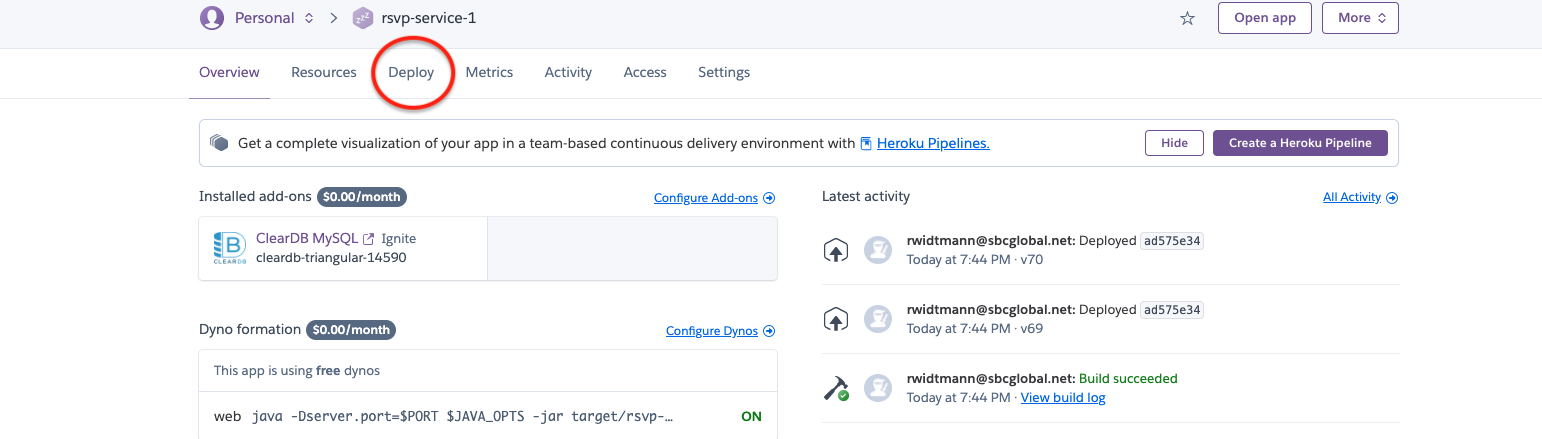 Personal rsvp-service-1 Open app More
Overview Resources Deploy Metrics Activity Access Settings
Get a complete visualization of your app in a team-based continuous delivery environment with Heroku Pipelines. Hide Create a Heroku Pipeline
Installed add-ons $0.00/month Configure Add-ons
ClearDB MySQL Ignite
cleardb-triangular-14590
CLEARDB
Dyno formation $0.00/month Configure Dynos
This app is using free dynos
web java -Dserver.port=$PORT $JAVA_OPTS -jar target/rsvp-… ON
Latest activity All Activity
rwidtmann@sbcglobal.net: Deployed ad575e34
Today at 7:44 PM · v70
rwidtmann@sbcglobal.net: Deployed ad575e34
Today at 7:44 PM · v69
rwidtmann@sbcglobal.net: Build succeeded
Today at 7:44 PM · View build log